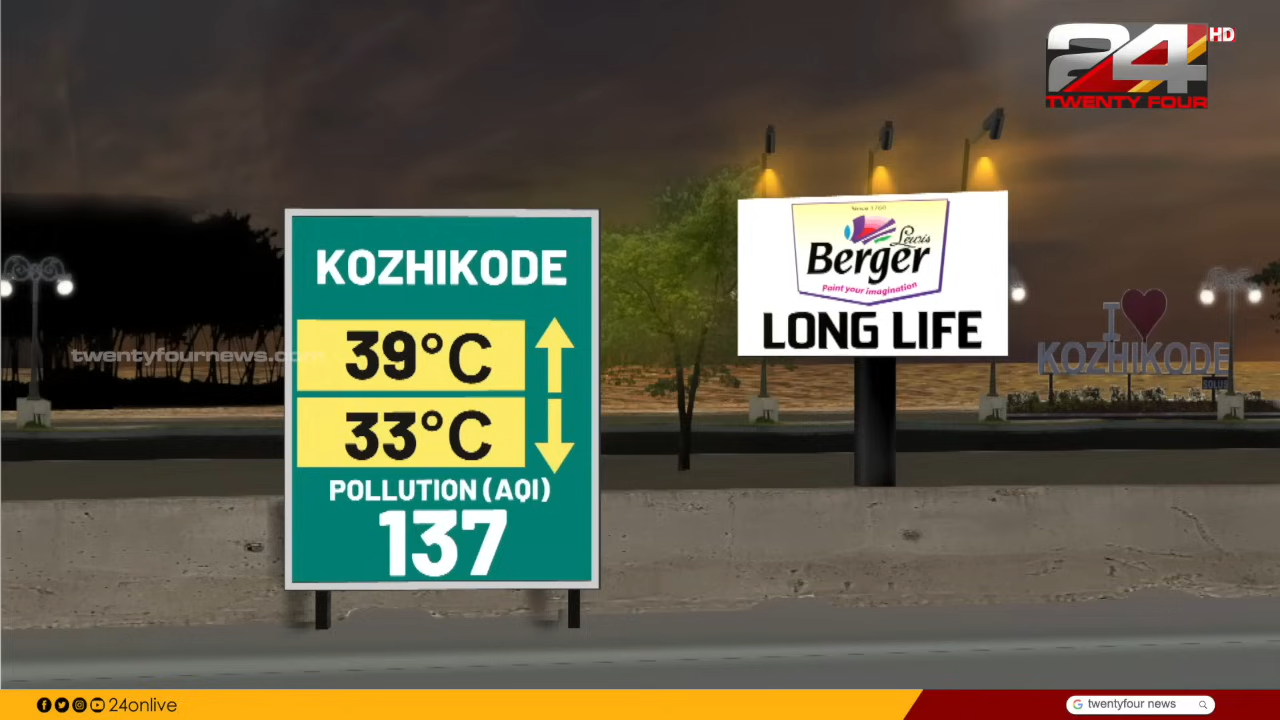 24 HD
TWENTY FOUR
KOZHIKODE
39°C
33°C
POLLUTION (AQI)
137
twentyfournews.com
Since 1760
Lewis
Berger
Paint your imagination
LONG LIFE
I
KOZHIKODE
SOLUS
24onlive
twentyfour news